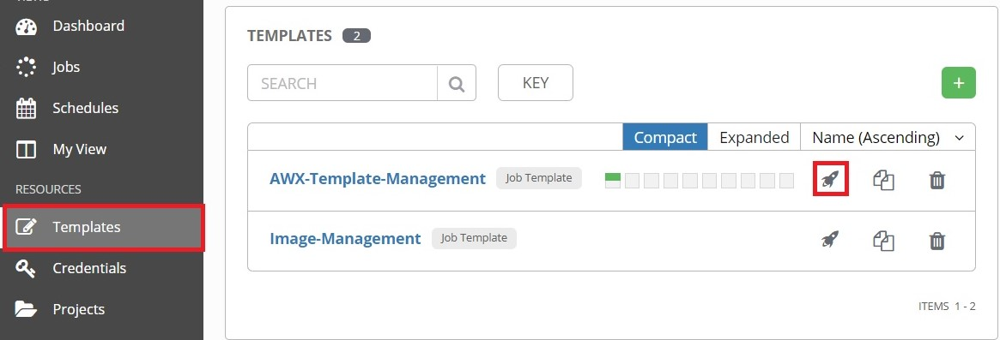 Dashboard
Jobs
Schedules
My View
RESOURCES
Templates
Credentials
Projects
TEMPLATES 2
SEARCH KEY +
Compact Expanded Name (Ascending)
AWX-Template-Management Job Template
Image-Management Job Template
ITEMS 1 - 2